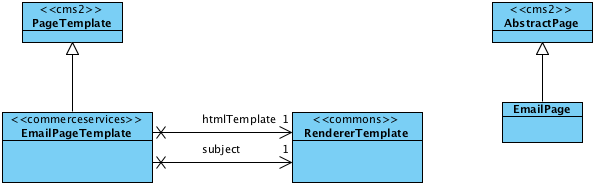 <<cms2>>
PageTemplate
<<cms2>>
AbstractPage
<<commerceservices>>
EmailPageTemplate
htmlTemplate 1
subject 1
<<commons>>
RendererTemplate
EmailPage